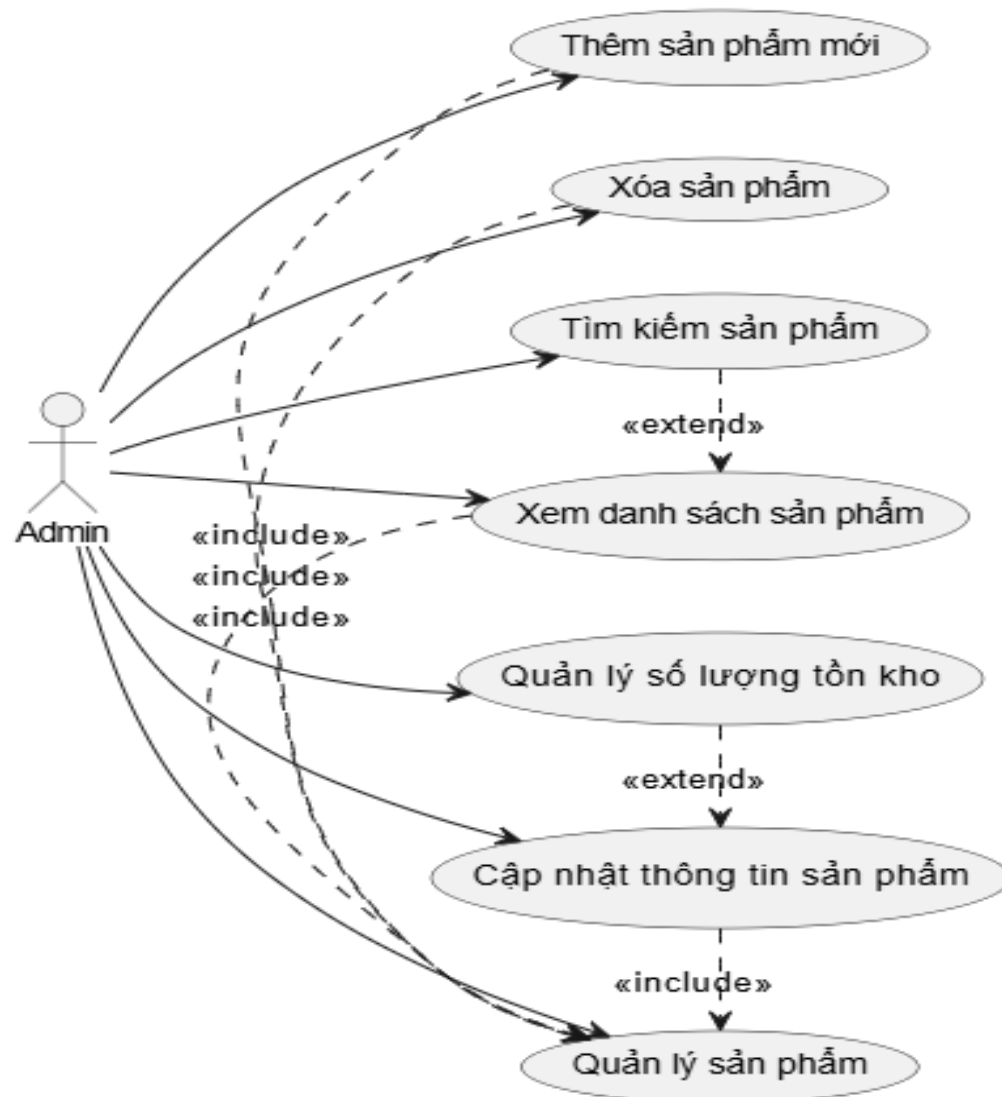 Thêm sản phẩm mới
Xóa sản phẩm
Tìm kiếm sản phẩm
«extend»
Xem danh sách sản phẩm
Admin
«include»
«include»
«include»
Quản lý số lượng tồn kho
«extend»
Cập nhật thông tin sản phẩm
«include»
Quản lý sản phẩm